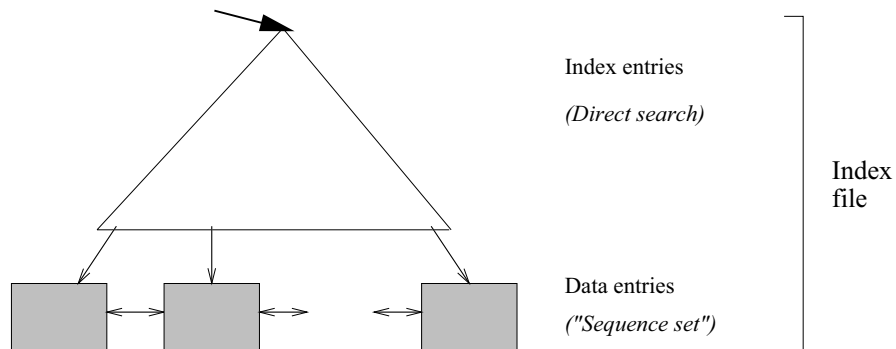 Index entries
(Direct search)
Index
file
Data entries
("Sequence set")